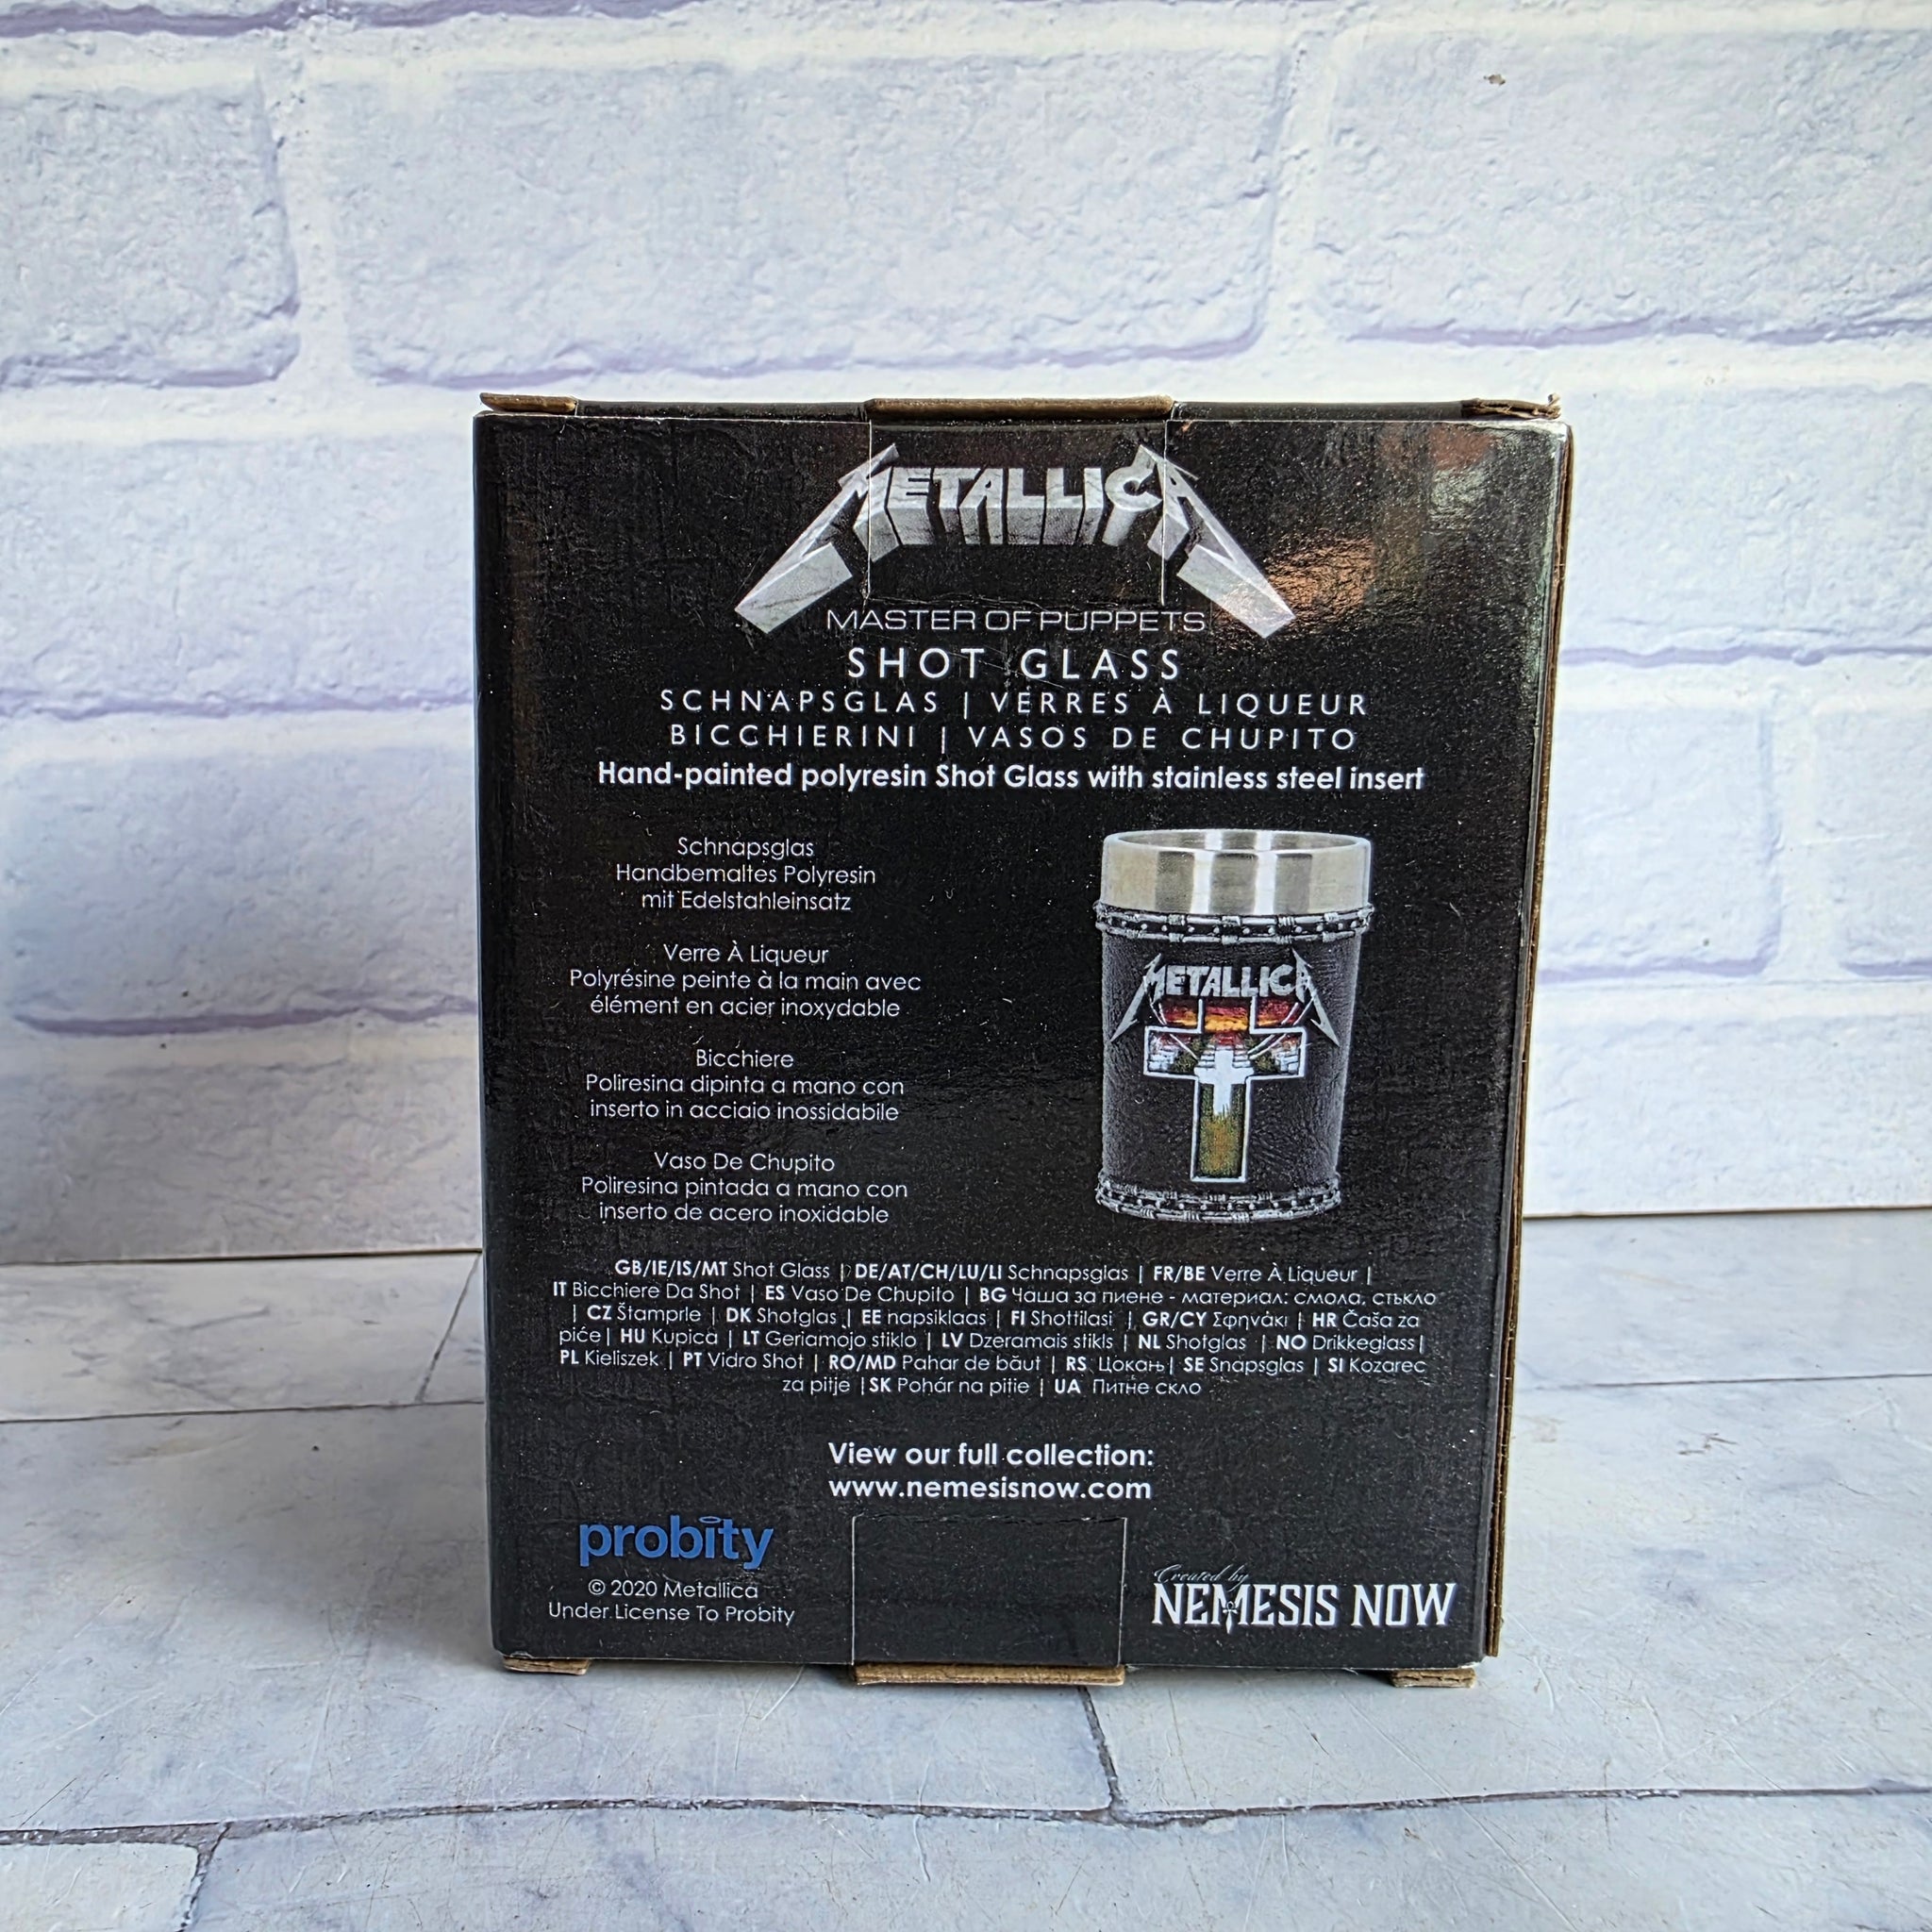 METALLICA
MASTER OF PUPPETS
SHOT GLASS
SCHNAPSGLAS | VERRES À LIQUEUR
BICCHIERINI | VASOS DE CHUPITO
Hand-painted polyresin Shot Glass with stainless steel insert
Schnapsglas
Handbemaltes Polyresin
mit Edelstahleinsatz
Verre À Liqueur
Polyrésine peinte à la main avec
élément en acier inoxydable
Bicchiere
Poliresina dipinta a mano con
inserto in acciaio inossidabile
Vaso De Chupito
Poliresina pintada a mano con
inserto de acero inoxidable
METALLICA
GB/IE/IS/MT Shot Glass | DE/AT/CH/LU/LI Schnapsglas | FR/BE Verre À Liqueur |
IT Bicchiere Da Shot | ES Vaso De Chupito | BG Чаша за пиене - материал: смола, стъкло
| CZ Štamprle | DK Shotglas | EE napsiklaas | FI Shottilasi | GR/CY Σφηνάκι | HR Čaša za
piće| HU Kupica | LT Geriamojo stiklo | LV Dzeramais stikls | NL Shotglas | NO Drikkeglass|
PL Kieliszek | PT Vidro Shot | RO/MD Pahar de băut | RS Цокањ| SE Snapsglas | SI Kozarec
za pitje |SK Pohár na pitie | UA Питне скло
View our full collection:
www.nemesisnow.com
probity
© 2020 Metallica
Under License To Probity
Created by
NEMESIS NOW